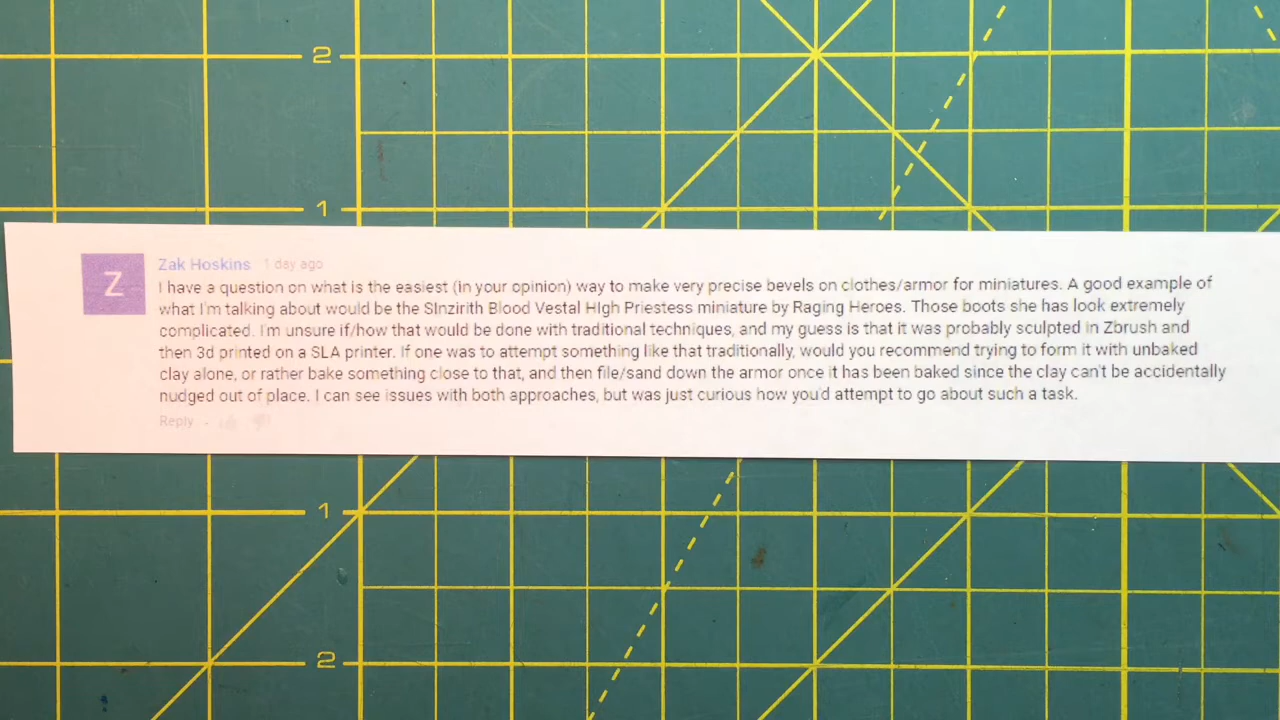 2
1
Z
Zak Hoskins 1 day ago
I have a question on what is the easiest (in your opinion) way to make very precise bevels on clothes/armor for miniatures. A good example of
what I'm talking about would be the SInzirith Blood Vestal HIgh Priestess miniature by Raging Heroes. Those boots she has look extremely
complicated. I'm unsure if/how that would be done with traditional techniques, and my guess is that it was probably sculpted in Zbrush and
then 3d printed on a SLA printer. If one was to attempt something like that traditionally, would you recommend trying to form it with unbaked
clay alone, or rather bake something close to that, and then file/sand down the armor once it has been baked since the clay can't be accidentally
nudged out of place. I can see issues with both approaches, but was just curious how you'd attempt to go about such a task.
Reply
1
2